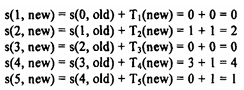 s(1, new) = s(0, old) + T₁(new) = 0 + 0 = 0
s(2, new) = s(1, old) + T₂(new) = 1 + 1 = 2
s(3, new) = s(2, old) + T₃(new) = 0 + 0 = 0
s(4, new) = s(3, old) + T₄(new) = 3 + 1 = 4
s(5, new) = s(4, old) + T₅(new) = 0 + 1 = 1